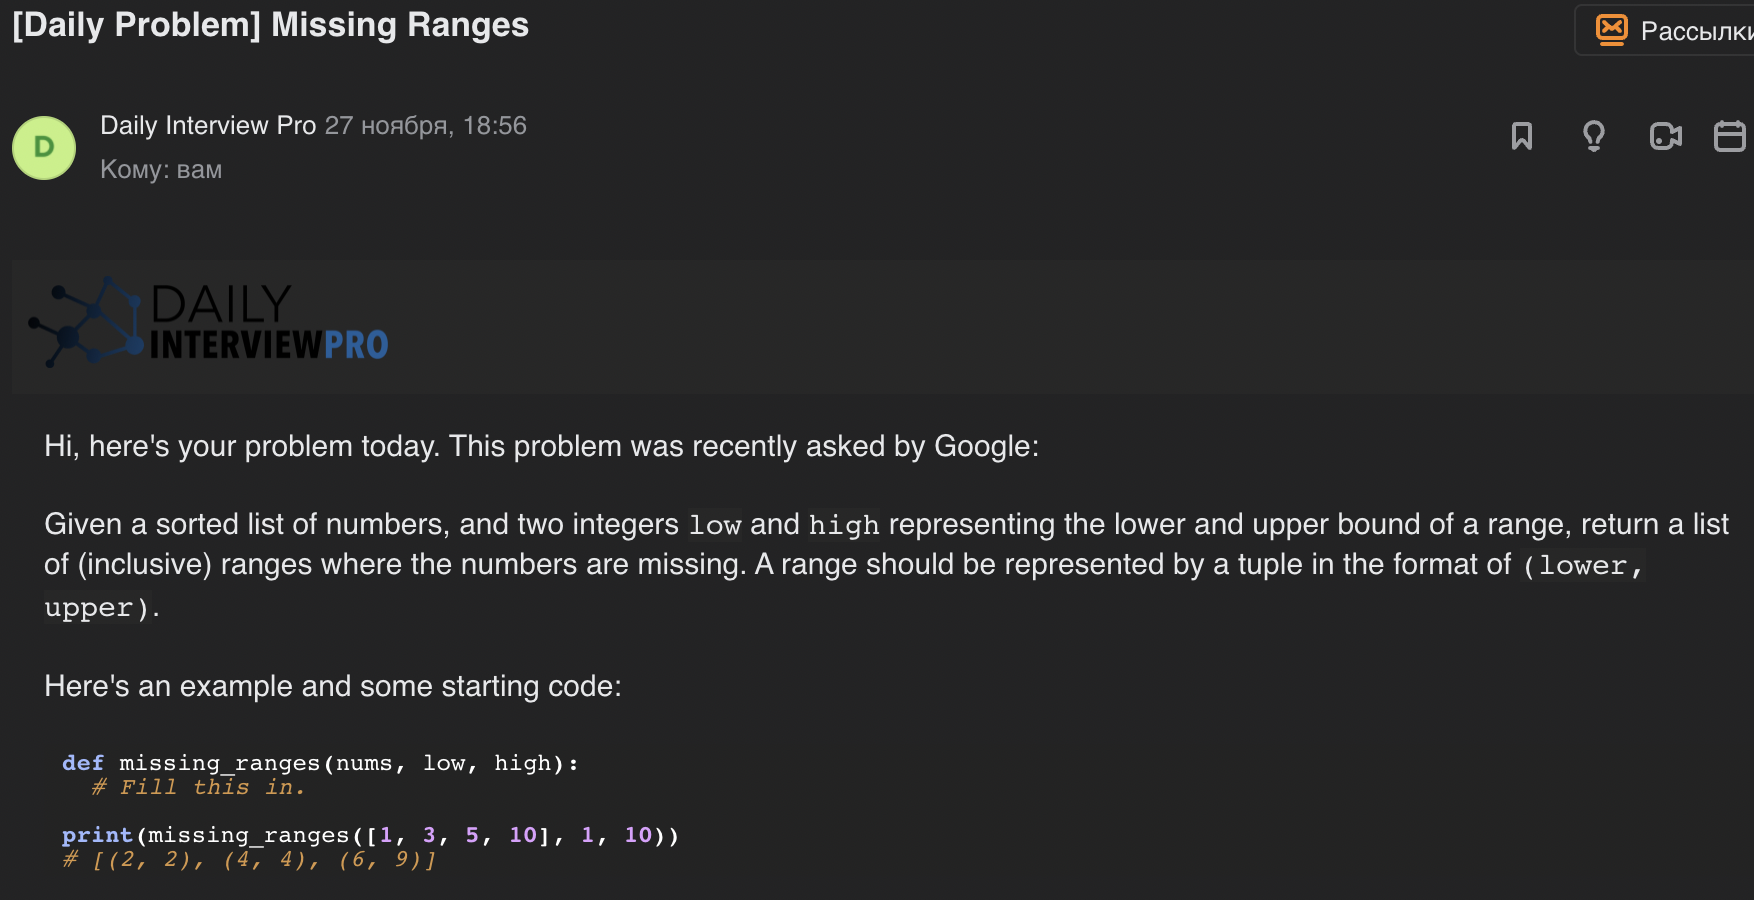 [Daily Problem] Missing Ranges
Рассылки
D
Daily Interview Pro 27 ноября, 18:56
Кому: вам
DAILY
INTERVIEWPRO
Hi, here's your problem today. This problem was recently asked by Google:
Given a sorted list of numbers, and two integers low and high representing the lower and upper bound of a range, return a list
of (inclusive) ranges where the numbers are missing. A range should be represented by a tuple in the format of (lower,
upper).
Here's an example and some starting code:
def missing_ranges(nums, low, high):
# Fill this in.
print(missing_ranges([1, 3, 5, 10], 1, 10))
# [(2, 2), (4, 4), (6, 9)]